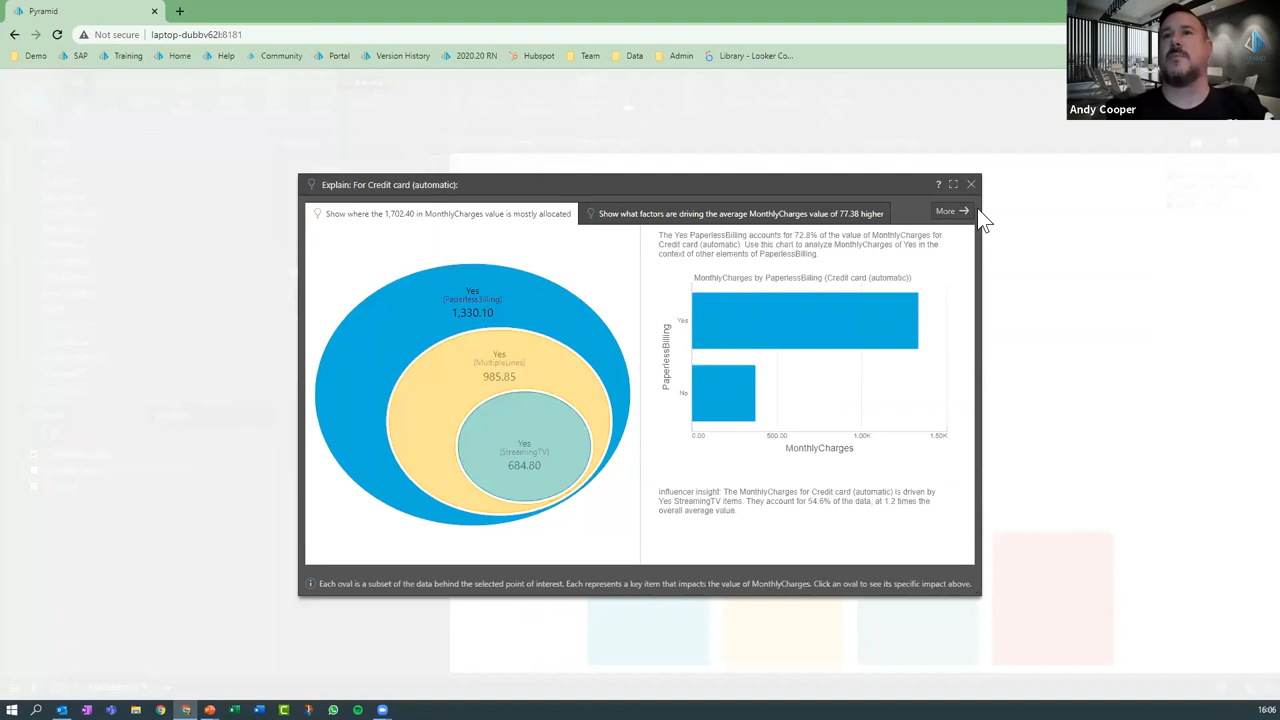 Pyramid
Not secure
laptop-dubbv62l:8181
Demo
SAP
Training
Home
Help
Community
Portal
Version History
2020.20 RN
Hubspot
Team
Data
Admin
Library - Looker Co...
Andy Cooper
Explain: For Credit card (automatic):
?
Show where the 1,702.40 in MonthlyCharges value is mostly allocated
Show what factors are driving the average MonthlyCharges value of 77.38 higher
More
Yes
(PaperlessBilling)
1,330.10
Yes
(MultipleLines)
985.85
Yes
(StreamingTV)
684.80
The Yes PaperlessBilling accounts for 72.8% of the value of MonthlyCharges for
Credit card (automatic). Use this chart to analyze MonthlyCharges of Yes in the
context of other elements of PaperlessBilling.
MonthlyCharges by PaperlessBilling (Credit card (automatic))
PaperlessBilling
Yes
No
0.00
500.00
1.00K
1.50K
MonthlyCharges
Influencer insight: The MonthlyCharges for Credit card (automatic) is driven by
Yes StreamingTV items. They account for 54.6% of the data, at 1.2 times the
overall average value.
Each oval is a subset of the data behind the selected point of interest. Each represents a key item that impacts the value of MonthlyCharges. Click an oval to see its specific impact above.
16:06